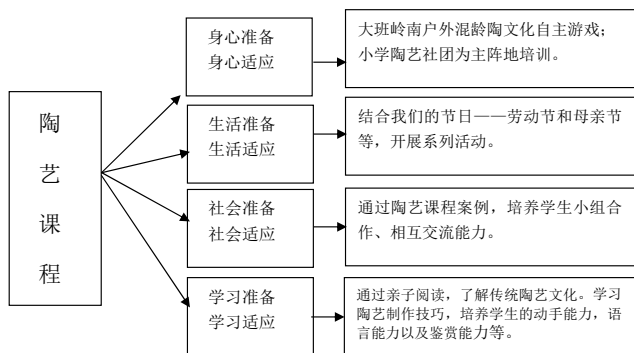 陶
艺
课
程
身心准备
身心适应
大班岭南户外混龄陶文化自主游戏；
小学陶艺社团为主阵地培训。
生活准备
生活适应
结合我们的节日——劳动节和母亲节
等，开展系列活动。
社会准备
社会适应
通过陶艺课程案例，培养学生小组合
作、相互交流能力。
学习准备
学习适应
通过亲子阅读，了解传统陶艺文化。学习
陶艺制作技巧，培养学生的动手能力，语
言能力以及鉴赏能力等。